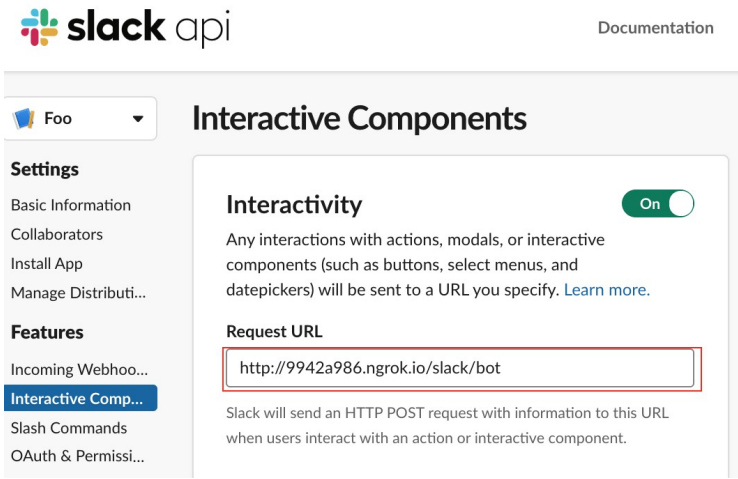 slack api
Documentation
Foo
Interactive Components
Settings
Basic Information
Collaborators
Install App
Manage Distributi...
Features
Incoming Webhoo...
Interactive Comp...
Slash Commands
OAuth & Permissi...
Interactivity
On
Any interactions with actions, modals, or interactive
components (such as buttons, select menus, and
datepickers) will be sent to a URL you specify. Learn more.
Request URL
http://9942a986.ngrok.io/slack/bot
Slack will send an HTTP POST request with information to this URL
when users interact with an action or interactive component.